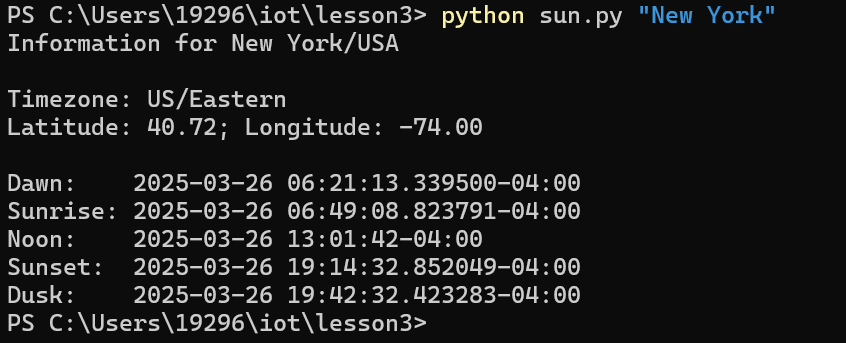 PS C:\Users\19296\iot\lesson3> python sun.py "New York"
Information for New York/USA

Timezone: US/Eastern
Latitude: 40.72; Longitude: -74.00

Dawn:    2025-03-26 06:21:13.339500-04:00
Sunrise: 2025-03-26 06:49:08.823791-04:00
Noon:    2025-03-26 13:01:42-04:00
Sunset:  2025-03-26 19:14:32.852049-04:00
Dusk:    2025-03-26 19:42:32.423283-04:00
PS C:\Users\19296\iot\lesson3>